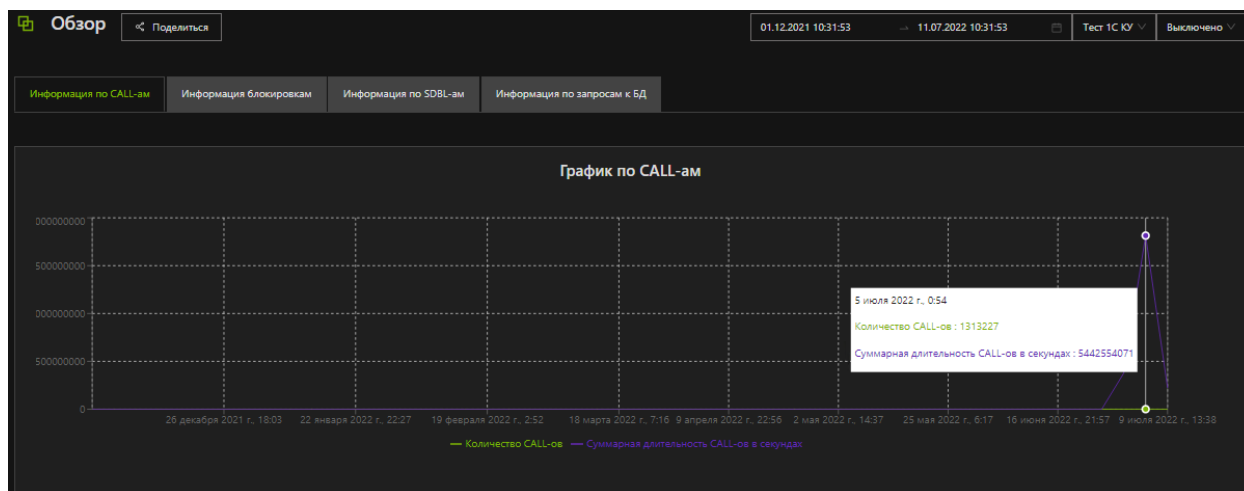 Обзор
Поделиться
01.12.2021 10:31:53 → 11.07.2022 10:31:53
Тест 1С КУ
Выключено
Информация по CALL-ам
Информация блокировкам
Информация по SDBL-ам
Информация по запросам к БД
График по CALL-ам
000000000
500000000
000000000
500000000
0
5 июля 2022 г., 0:54
Количество CALL-ов : 1313227
Суммарная длительность CALL-ов в секундах : 5442554071
26 декабря 2021 г., 18:03 22 января 2022 г., 22:27 19 февраля 2022 г., 2:52 18 марта 2022 г., 7:16 9 апреля 2022 г., 22:56 2 мая 2022 г., 14:37 25 мая 2022 г., 6:17 16 июня 2022 г., 21:57 9 июля 2022 г., 13:38
Количество CALL-ов Суммарная длительность CALL-ов в секундах